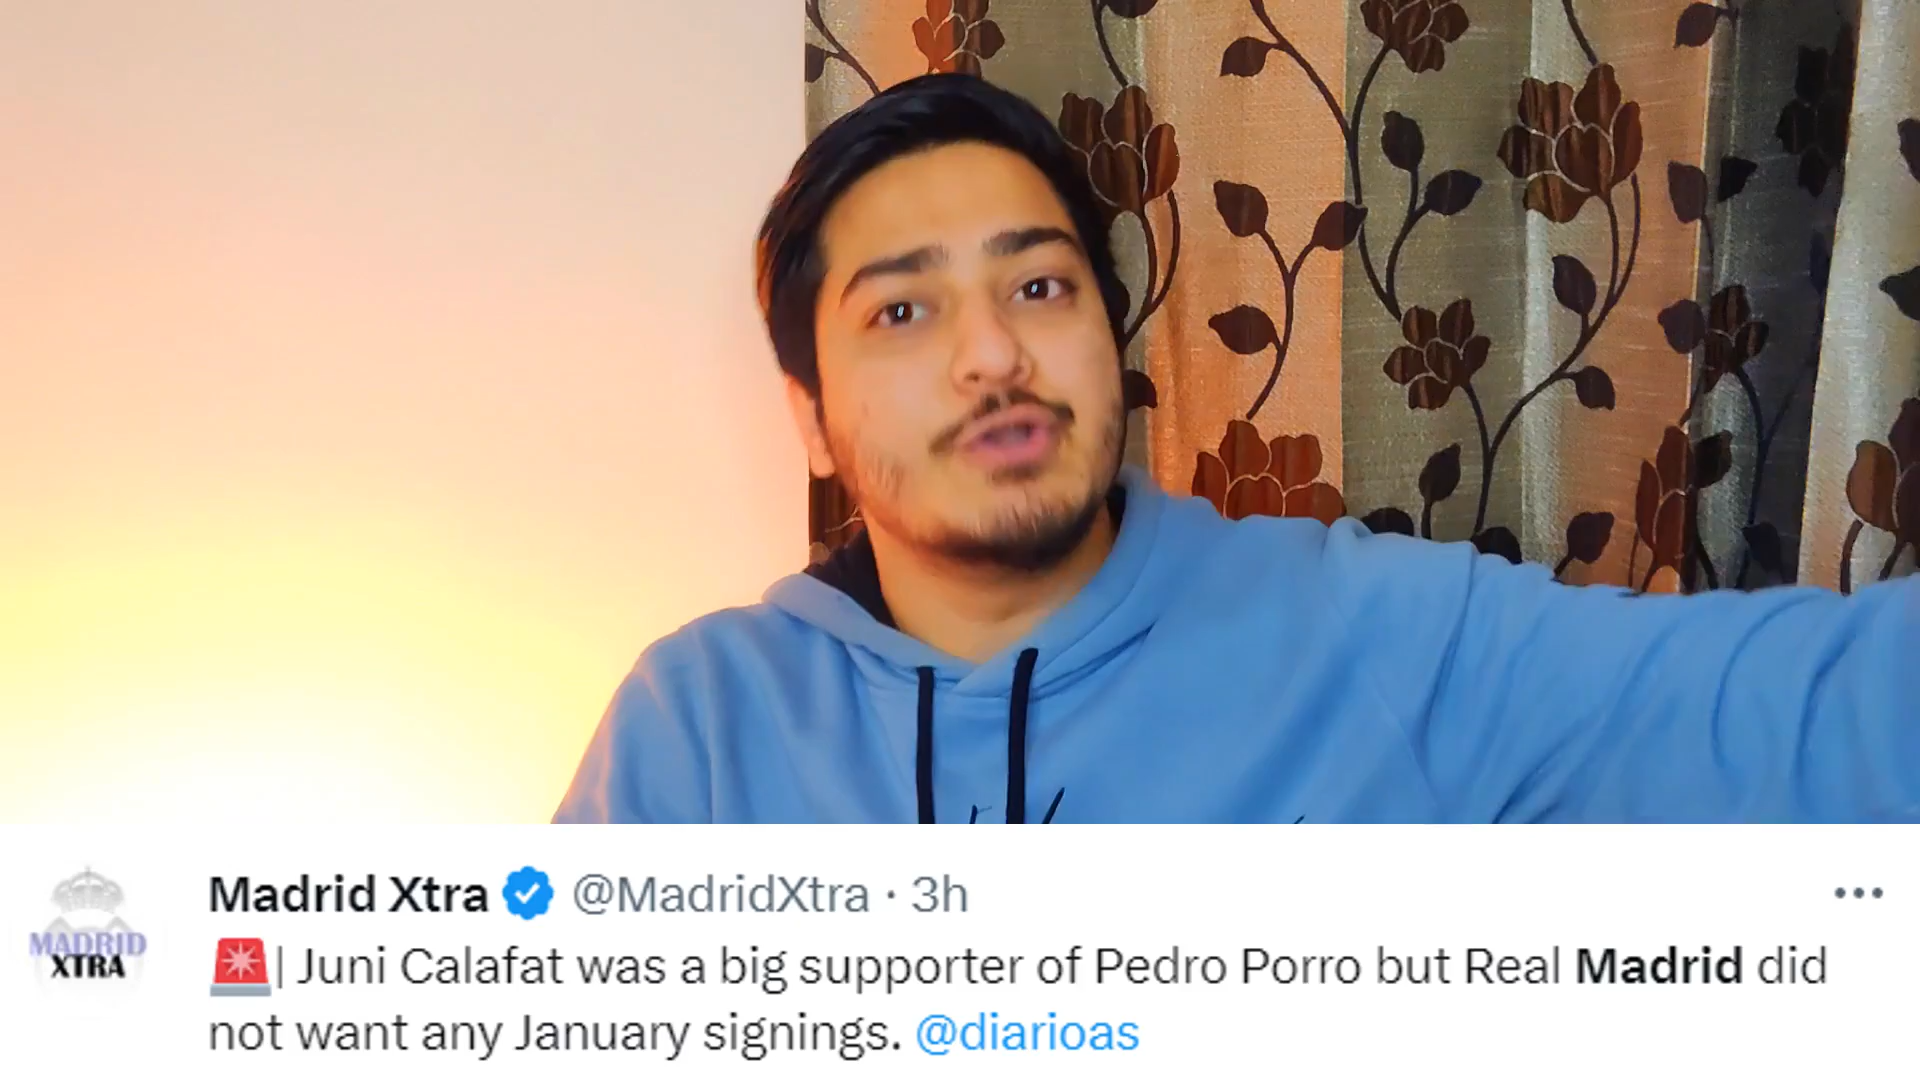 Madrid Xtra @MadridXtra · 3h
🚨| Juni Calafat was a big supporter of Pedro Porro but Real Madrid did
not want any January signings. @diarioas
MADRID
XTRA